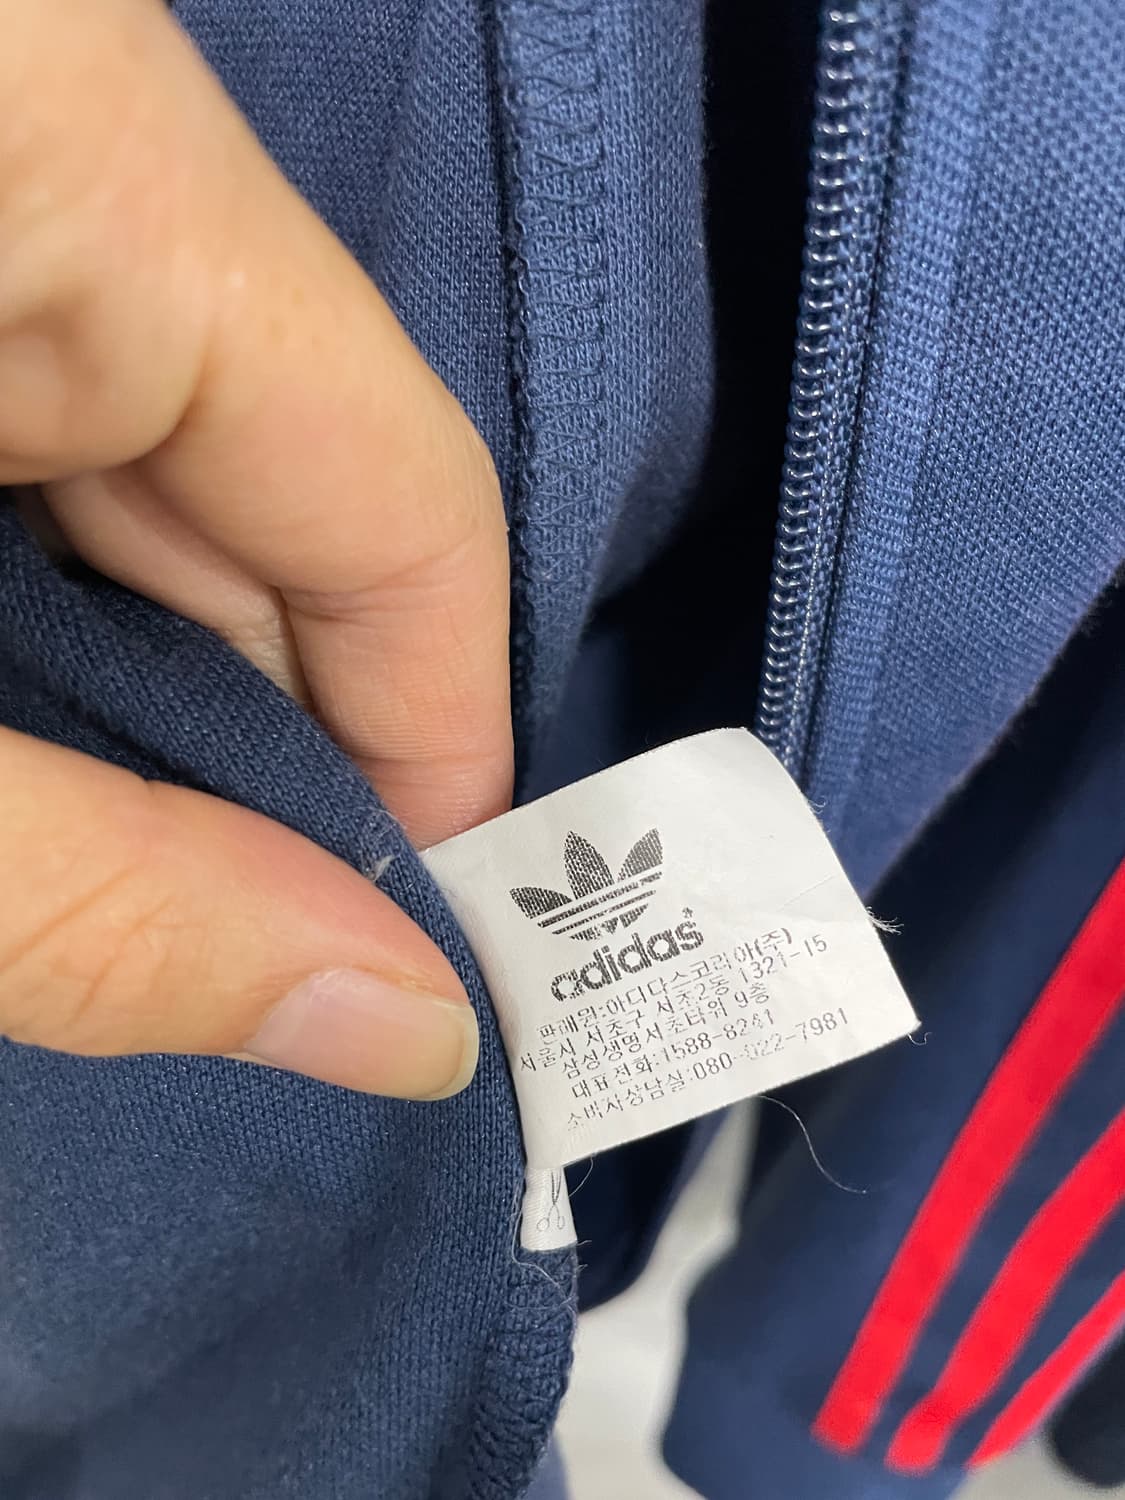 adidas
판매원:아디다스코리아(주)
서울시 서초구 서초2동 1321-15
삼성생명서초타워 9층
대표전화:1588-8241
소비자상담실:080-022-7981